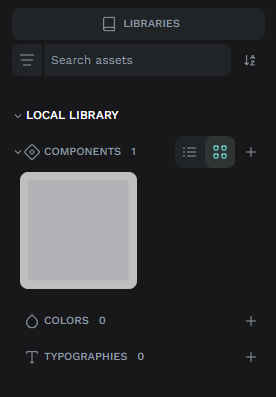 LIBRARIES
Search assets
LOCAL LIBRARY
COMPONENTS 1
COLORS 0
TYPOGRAPHIES 0